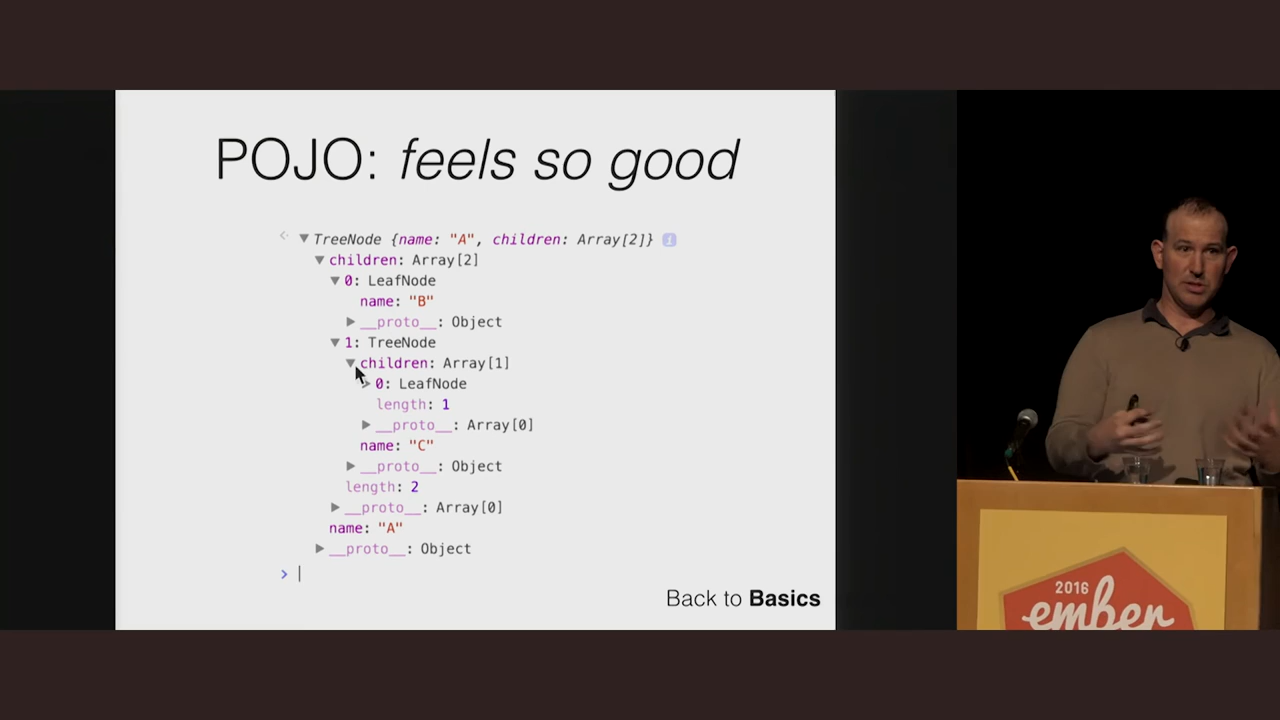 POJO: feels so good
TreeNode {name: "A", children: Array[2]} i
children: Array[2]
0: LeafNode
name: "B"
__proto__: Object
1: TreeNode
children: Array[1]
0: LeafNode
length: 1
__proto__: Array[0]
name: "C"
__proto__: Object
length: 2
__proto__: Array[0]
name: "A"
__proto__: Object
Back to Basics
2016
ember